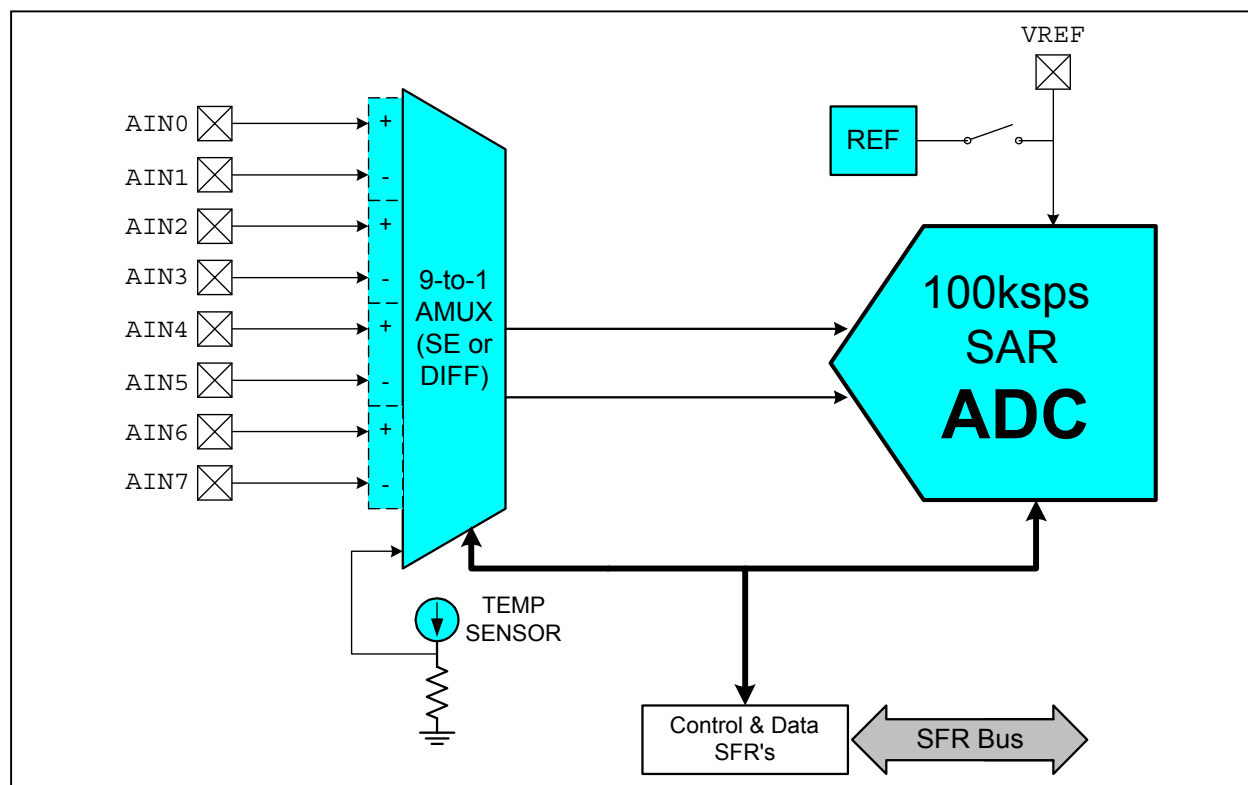 VREF
REF
AIN0
AIN1
AIN2
AIN3
AIN4
AIN5
AIN6
AIN7
+
-
+
-
+
-
+
-
9-to-1
AMUX
(SE or
DIFF)
100ksps
SAR
ADC
TEMP
SENSOR
Control & Data
SFR's
SFR Bus